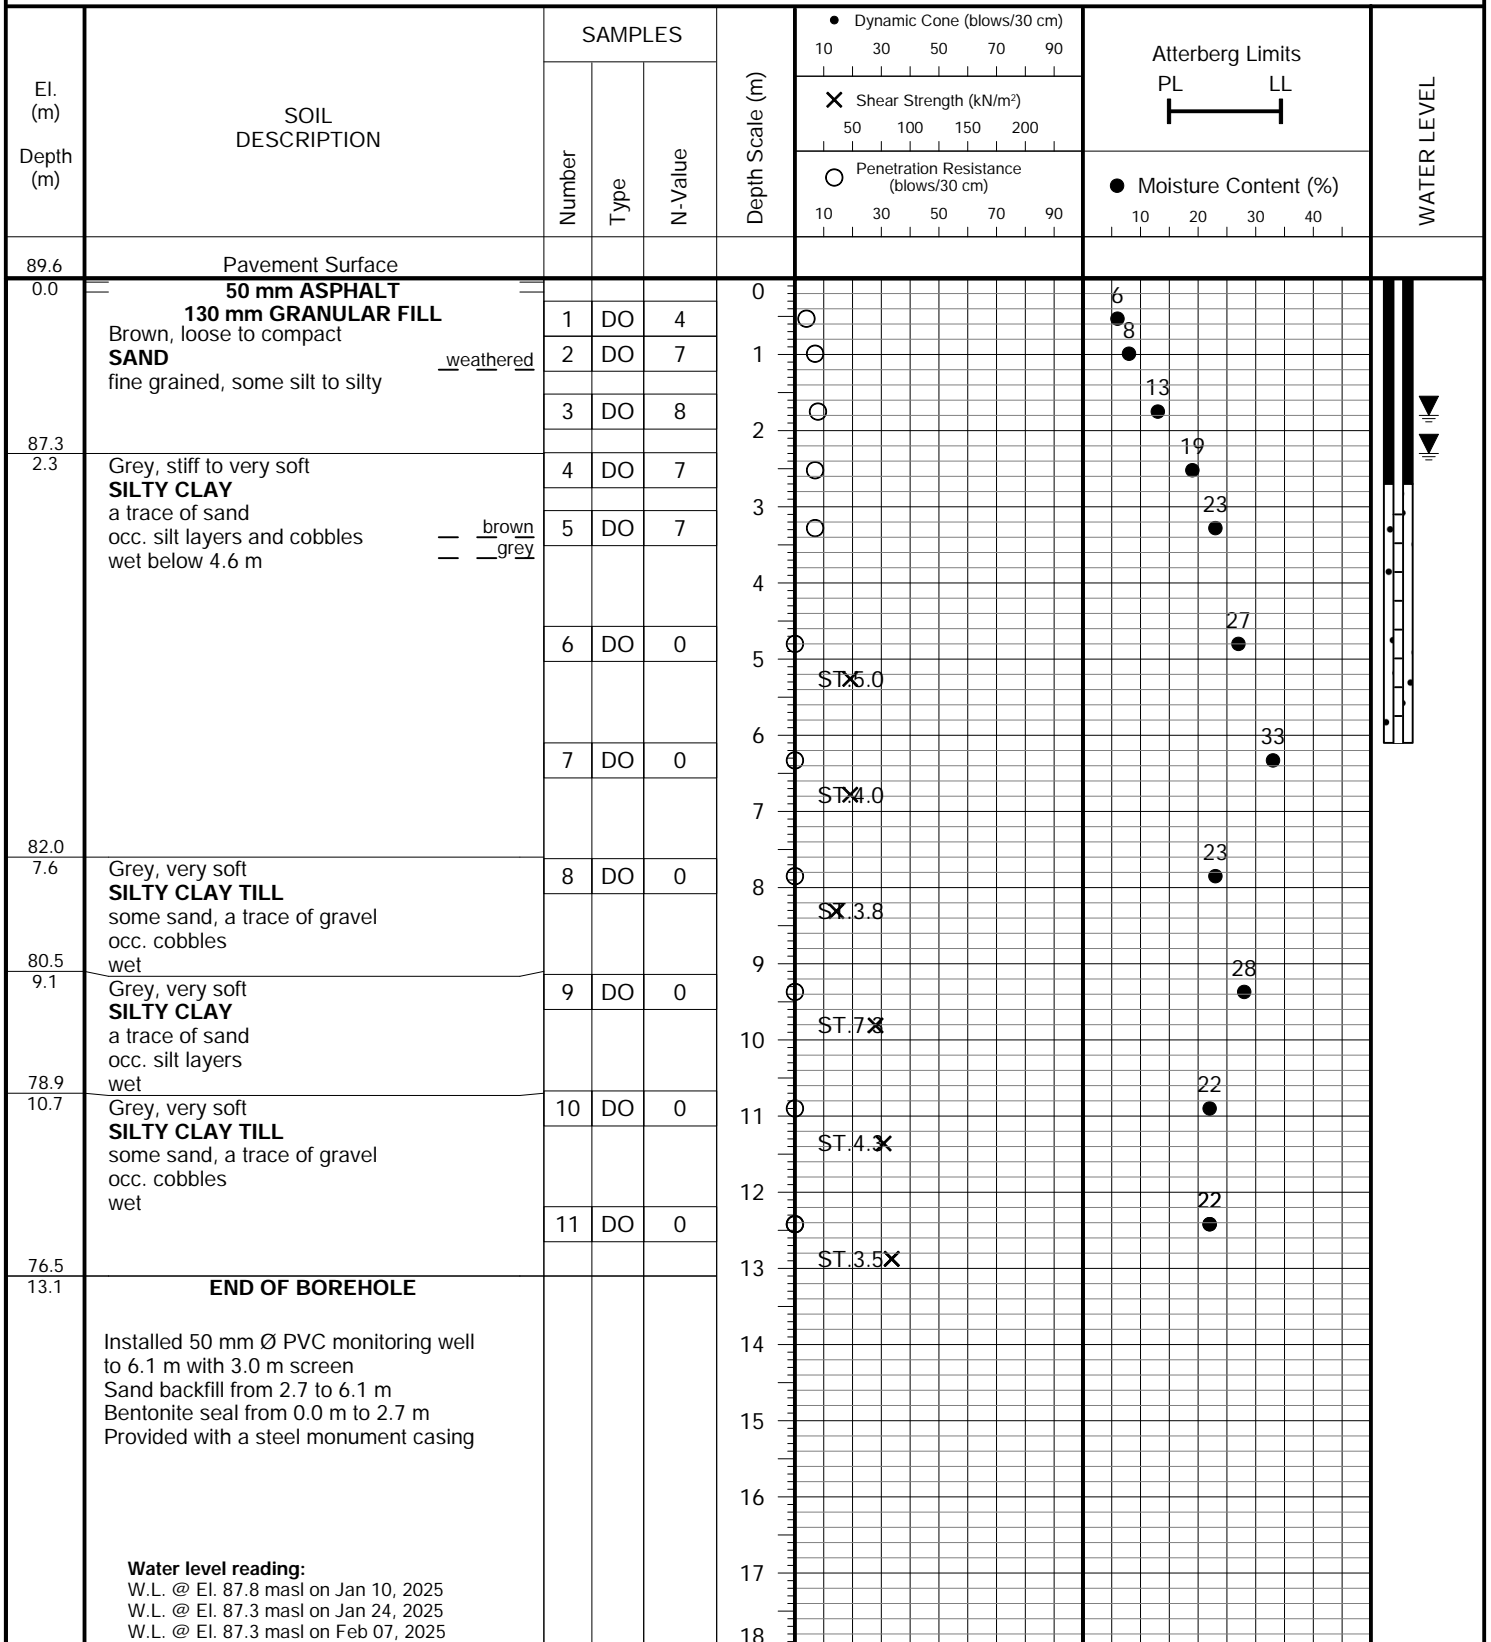 El.
(m)
Depth
(m)
SOIL
DESCRIPTION
SAMPLES
Number
Type
N-Value
Depth Scale (m)
● Dynamic Cone (blows/30 cm)
10 30 50 70 90
✕ Shear Strength (kN/m²)
50 100 150 200
○ Penetration Resistance
(blows/30 cm)
10 30 50 70 90
Atterberg Limits
PL LL
● Moisture Content (%)
10 20 30 40
WATER LEVEL
89.6 Pavement Surface
0.0 50 mm ASPHALT 0
130 mm GRANULAR FILL 6
1 DO 4
Brown, loose to compact 8
SAND weathered 2 DO 7 1
fine grained, some silt to silty 13
3 DO 8
87.3 2 19
2.3 Grey, stiff to very soft 4 DO 7
SILTY CLAY 3 23
a trace of sand
occ. silt layers and cobbles brown 5 DO 7
grey
wet below 4.6 m
4
27
6 DO 0
5
ST.5.0
6 33
7 DO 0
ST.4.0
7
82.0 23
7.6 Grey, very soft 8 DO 0
SILTY CLAY TILL 8
some sand, a trace of gravel ST.3.8
occ. cobbles
80.5 wet 9 28
9.1 Grey, very soft 9 DO 0
SILTY CLAY
a trace of sand ST.7.3
10
occ. silt layers
78.9 wet 22
10.7 Grey, very soft 10 DO 0
SILTY CLAY TILL 11
some sand, a trace of gravel ST.4.3
occ. cobbles
wet 12 22
11 DO 0
76.5 ST.3.5
13
13.1 END OF BOREHOLE
Installed 50 mm Ø PVC monitoring well 14
to 6.1 m with 3.0 m screen
Sand backfill from 2.7 to 6.1 m
Bentonite seal from 0.0 m to 2.7 m 15
Provided with a steel monument casing
16
Water level reading: 17
W.L. @ El. 87.8 masl on Jan 10, 2025
W.L. @ El. 87.3 masl on Jan 24, 2025
W.L. @ El. 87.3 masl on Feb 07, 2025 18